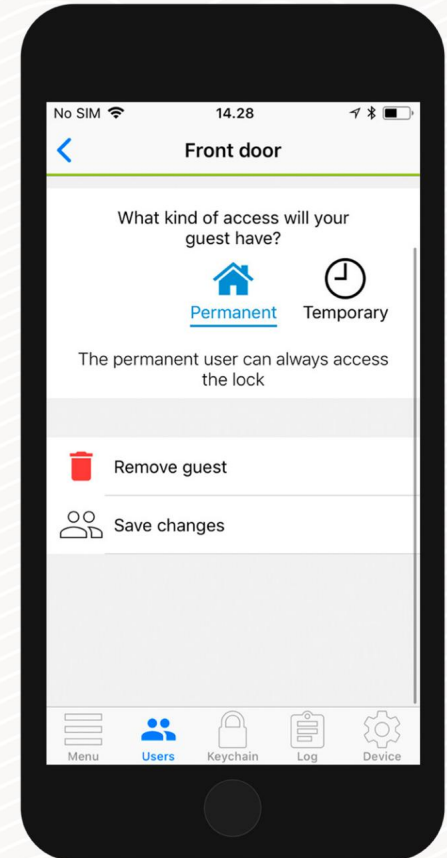 No SIM 14.28
Front door
What kind of access will your
guest have?
Permanent Temporary
The permanent user can always access
the lock
Remove guest
Save changes
Menu Users Keychain Log Device